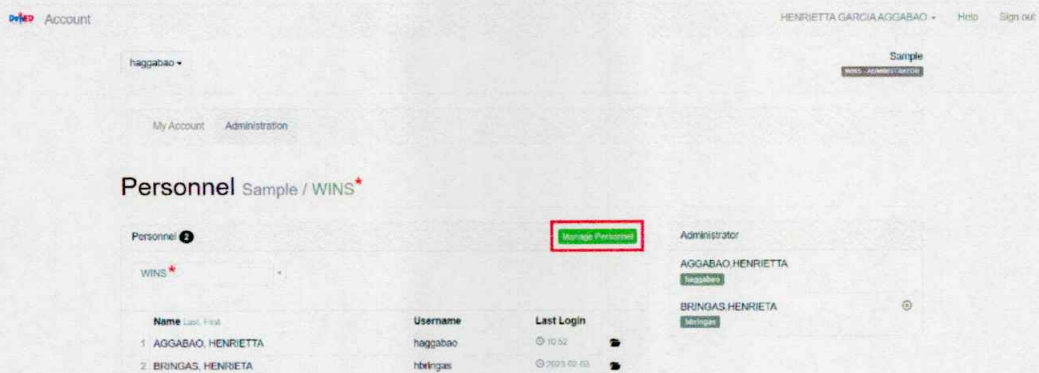 DepED Account HENRIETTA GARCIA AGGABAO Help Sign out
haggabao Sample
WINS - ADMINISTRATOR
My Account Administration
Personnel Sample / WINS*
Personnel 2 Manage Personnel Administrator
WINS* AGGABAO,HENRIETTA
haggabao
BRINGAS,HENRIETA
hbringas
Name Last, First Username Last Login
1 AGGABAO, HENRIETTA haggabao 10:52
2. BRINGAS, HENRIETA hbringas 2023-02-03